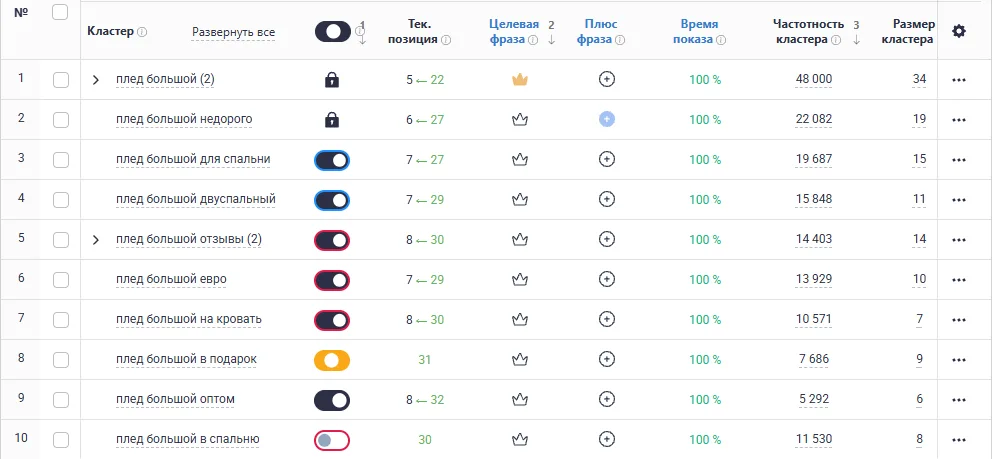 № Кластер Развернуть все 1 Тек. позиция Целевая фраза 2 Плюс фраза Время показа Частотность кластера 3 Размер кластера
1 плед большой (2) 5 ← 22 100 % 48 000 34
2 плед большой недорого 6 ← 27 100 % 22 082 19
3 плед большой для спальни 7 ← 27 100 % 19 687 15
4 плед большой двуспальный 7 ← 29 100 % 15 848 11
5 плед большой отзывы (2) 8 ← 30 100 % 14 403 14
6 плед большой евро 7 ← 29 100 % 13 929 10
7 плед большой на кровать 8 ← 30 100 % 10 571 7
8 плед большой в подарок 31 100 % 7 686 9
9 плед большой оптом 8 ← 32 100 % 5 292 6
10 плед большой в спальню 30 100 % 11 530 8